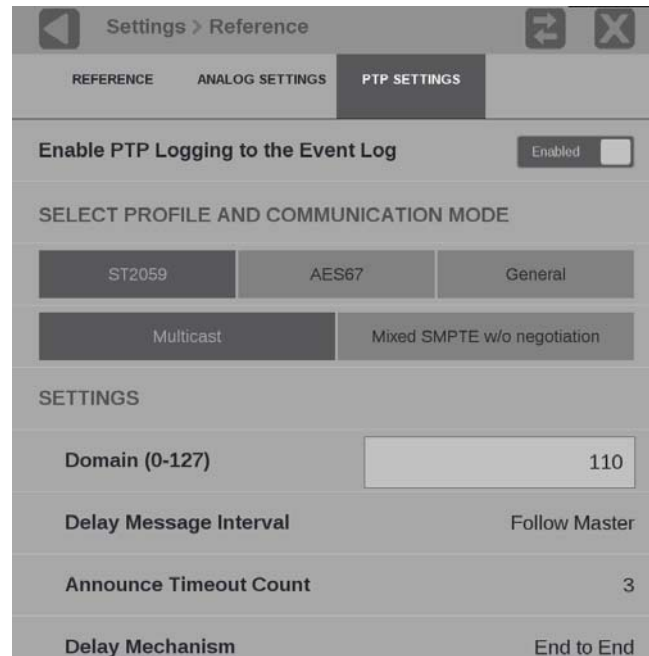 Settings > Reference
REFERENCE ANALOG SETTINGS PTP SETTINGS
Enable PTP Logging to the Event Log Enabled
SELECT PROFILE AND COMMUNICATION MODE
ST2059 AES67 General
Multicast Mixed SMPTE w/o negotiation
SETTINGS
Domain (0-127) 110
Delay Message Interval Follow Master
Announce Timeout Count 3
Delay Mechanism End to End